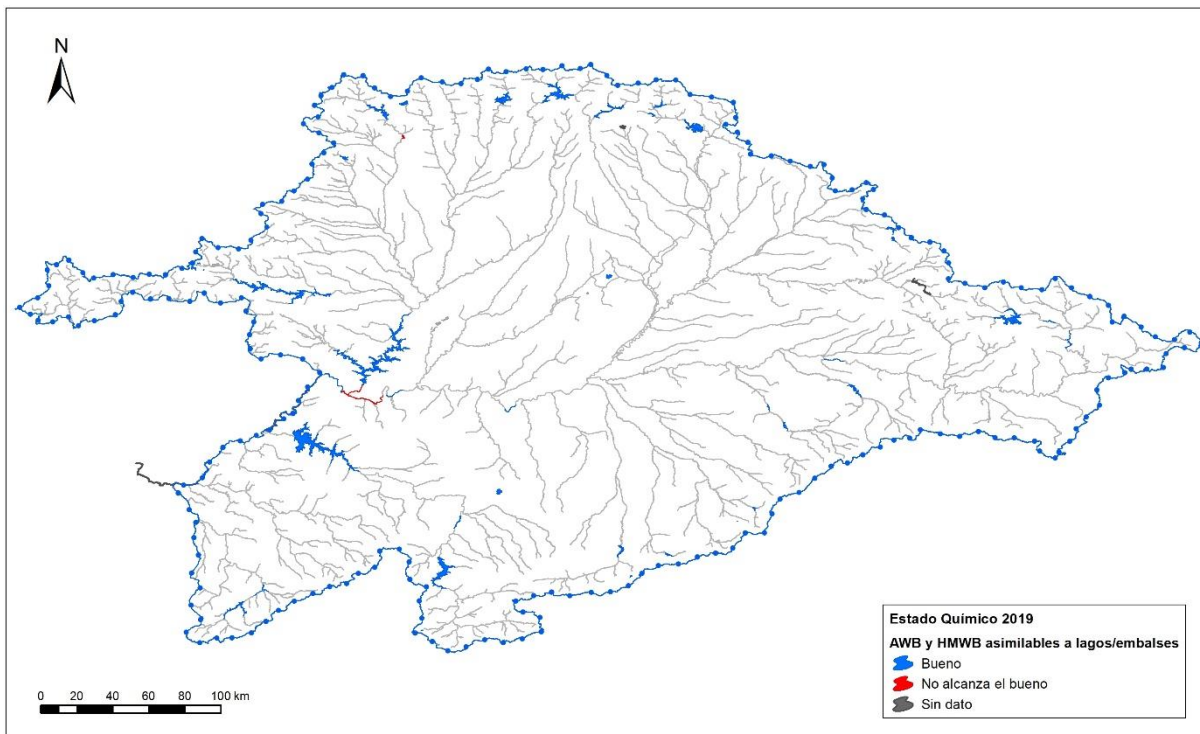 N
Estado Químico 2019
AWB y HMWB asimilables a lagos/embalses
Bueno
No alcanza el bueno
Sin dato
0 20 40 60 80 100 km